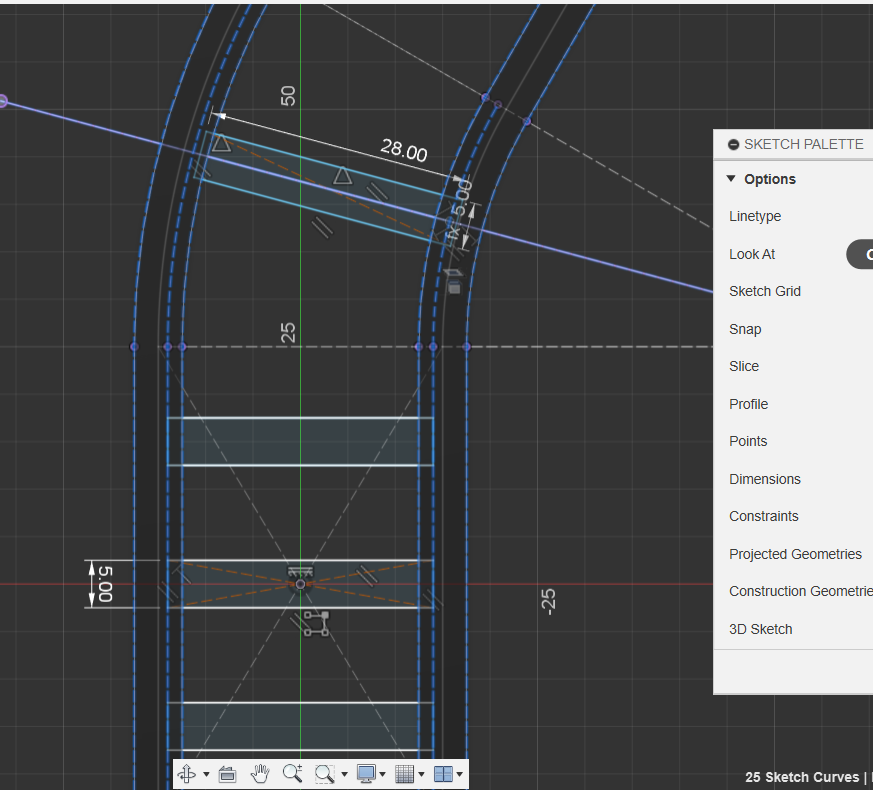 50
28.00
fx: 5.00
25
5.00
-25
SKETCH PALETTE
Options
Linetype
Look At
Sketch Grid
Snap
Slice
Profile
Points
Dimensions
Constraints
Projected Geometries
Construction Geometrie
3D Sketch
25 Sketch Curves |